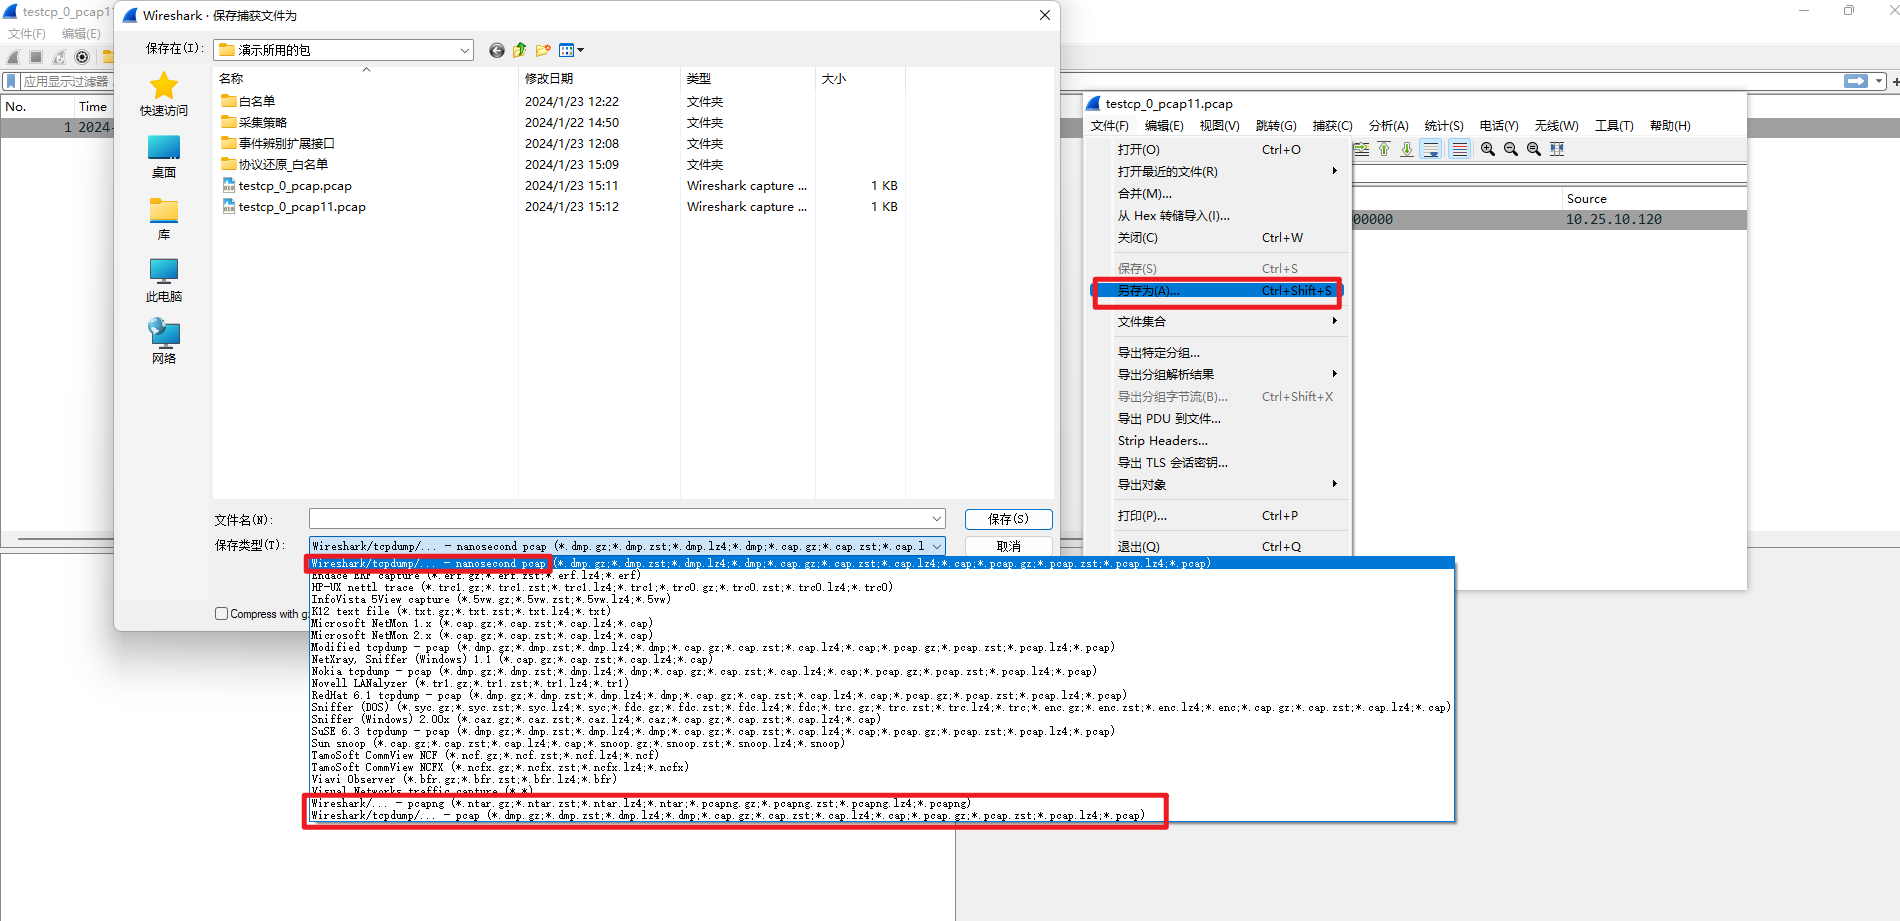 testcp_0_pcap11
文件(F) 编辑(E)
应用显示过滤器
No. Time
1 2024-
Wireshark · 保存捕获文件为
保存在(I):
演示所用的包
快速访问
桌面
库
此电脑
网络
名称 修改日期 类型 大小
白名单 2024/1/23 12:22 文件夹
采集策略 2024/1/22 14:50 文件夹
事件辨别扩展接口 2024/1/23 12:08 文件夹
协议还原_白名单 2024/1/23 15:09 文件夹
testcp_0_pcap.pcap 2024/1/23 15:11 Wireshark capture ... 1 KB
testcp_0_pcap11.pcap 2024/1/23 15:12 Wireshark capture ... 1 KB
文件名(N):
保存(S)
保存类型(T):
Wireshark/tcpdump/... - nanosecond pcap (*.dmp.gz;*.dmp.zst;*.dmp.lz4;*.dmp;*.cap.gz;*.cap.zst;*.cap.l
取消
Compress with g
Wireshark/tcpdump/... - nanosecond pcap (*.dmp.gz;*.dmp.zst;*.dmp.lz4;*.dmp;*.cap.gz;*.cap.zst;*.cap.lz4;*.cap;*.pcap.gz;*.pcap.zst;*.pcap.lz4;*.pcap)
Endace ERF capture (*.erf.gz;*.erf.zst;*.erf.lz4;*.erf)
HP-UX nettl trace (*.trc1.gz;*.trc1.zst;*.trc1.lz4;*.trc1;*.trc0.gz;*.trc0.zst;*.trc0.lz4;*.trc0)
InfoVista 5View capture (*.5vw.gz;*.5vw.zst;*.5vw.lz4;*.5vw)
K12 text file (*.txt.gz;*.txt.zst;*.txt.lz4;*.txt)
Microsoft NetMon 1.x (*.cap.gz;*.cap.zst;*.cap.lz4;*.cap)
Microsoft NetMon 2.x (*.cap.gz;*.cap.zst;*.cap.lz4;*.cap)
Modified tcpdump - pcap (*.dmp.gz;*.dmp.zst;*.dmp.lz4;*.dmp;*.cap.gz;*.cap.zst;*.cap.lz4;*.cap;*.pcap.gz;*.pcap.zst;*.pcap.lz4;*.pcap)
NetXray, Sniffer (Windows) 1.1 (*.cap.gz;*.cap.zst;*.cap.lz4;*.cap)
Nokia tcpdump - pcap (*.dmp.gz;*.dmp.zst;*.dmp.lz4;*.dmp;*.cap.gz;*.cap.zst;*.cap.lz4;*.cap;*.pcap.gz;*.pcap.zst;*.pcap.lz4;*.pcap)
Novell LANalyzer (*.tr1.gz;*.tr1.zst;*.tr1.lz4;*.tr1)
RedHat 6.1 tcpdump - pcap (*.dmp.gz;*.dmp.zst;*.dmp.lz4;*.dmp;*.cap.gz;*.cap.zst;*.cap.lz4;*.cap;*.pcap.gz;*.pcap.zst;*.pcap.lz4;*.pcap)
Sniffer (DOS) (*.syc.gz;*.syc.zst;*.syc.lz4;*.syc;*.fdc.gz;*.fdc.zst;*.fdc.lz4;*.fdc;*.trc.gz;*.trc.zst;*.trc.lz4;*.trc;*.enc.gz;*.enc.zst;*.enc.lz4;*.enc;*.cap.gz;*.cap.zst;*.cap.lz4;*.cap)
Sniffer (Windows) 2.00x (*.caz.gz;*.caz.zst;*.caz.lz4;*.caz;*.cap.gz;*.cap.zst;*.cap.lz4;*.cap)
SuSE 6.3 tcpdump - pcap (*.dmp.gz;*.dmp.zst;*.dmp.lz4;*.dmp;*.cap.gz;*.cap.zst;*.cap.lz4;*.cap;*.pcap.gz;*.pcap.zst;*.pcap.lz4;*.pcap)
Sun snoop (*.cap.gz;*.cap.zst;*.cap.lz4;*.cap;*.snoop.gz;*.snoop.zst;*.snoop.lz4;*.snoop)
TamoSoft CommView NCF (*.ncf.gz;*.ncf.zst;*.ncf.lz4;*.ncf)
TamoSoft CommView NCFX (*.ncfx.gz;*.ncfx.zst;*.ncfx.lz4;*.ncfx)
Viavi Observer (*.bfr.gz;*.bfr.zst;*.bfr.lz4;*.bfr)
Visual Networks traffic capture (*.*)
Wireshark/... - pcapng (*.ntar.gz;*.ntar.zst;*.ntar.lz4;*.ntar;*.pcapng.gz;*.pcapng.zst;*.pcapng.lz4;*.pcapng)
Wireshark/tcpdump/... - pcap (*.dmp.gz;*.dmp.zst;*.dmp.lz4;*.dmp;*.cap.gz;*.cap.zst;*.cap.lz4;*.cap;*.pcap.gz;*.pcap.zst;*.pcap.lz4;*.pcap)
testcp_0_pcap11.pcap
文件(F) 编辑(E) 视图(V) 跳转(G) 捕获(C) 分析(A) 统计(S) 电话(Y) 无线(W) 工具(T) 帮助(H)
打开(O) Ctrl+O
打开最近的文件(R)
合并(M)...
从 Hex 转储导入(I)...
关闭(C) Ctrl+W
保存(S) Ctrl+S
另存为(A)... Ctrl+Shift+S
文件集合
导出特定分组...
导出分组解析结果
导出分组字节流(B)... Ctrl+Shift+X
导出 PDU 到文件...
Strip Headers...
导出 TLS 会话密钥...
导出对象
打印(P)... Ctrl+P
退出(Q) Ctrl+Q
Source
00000 10.25.10.120